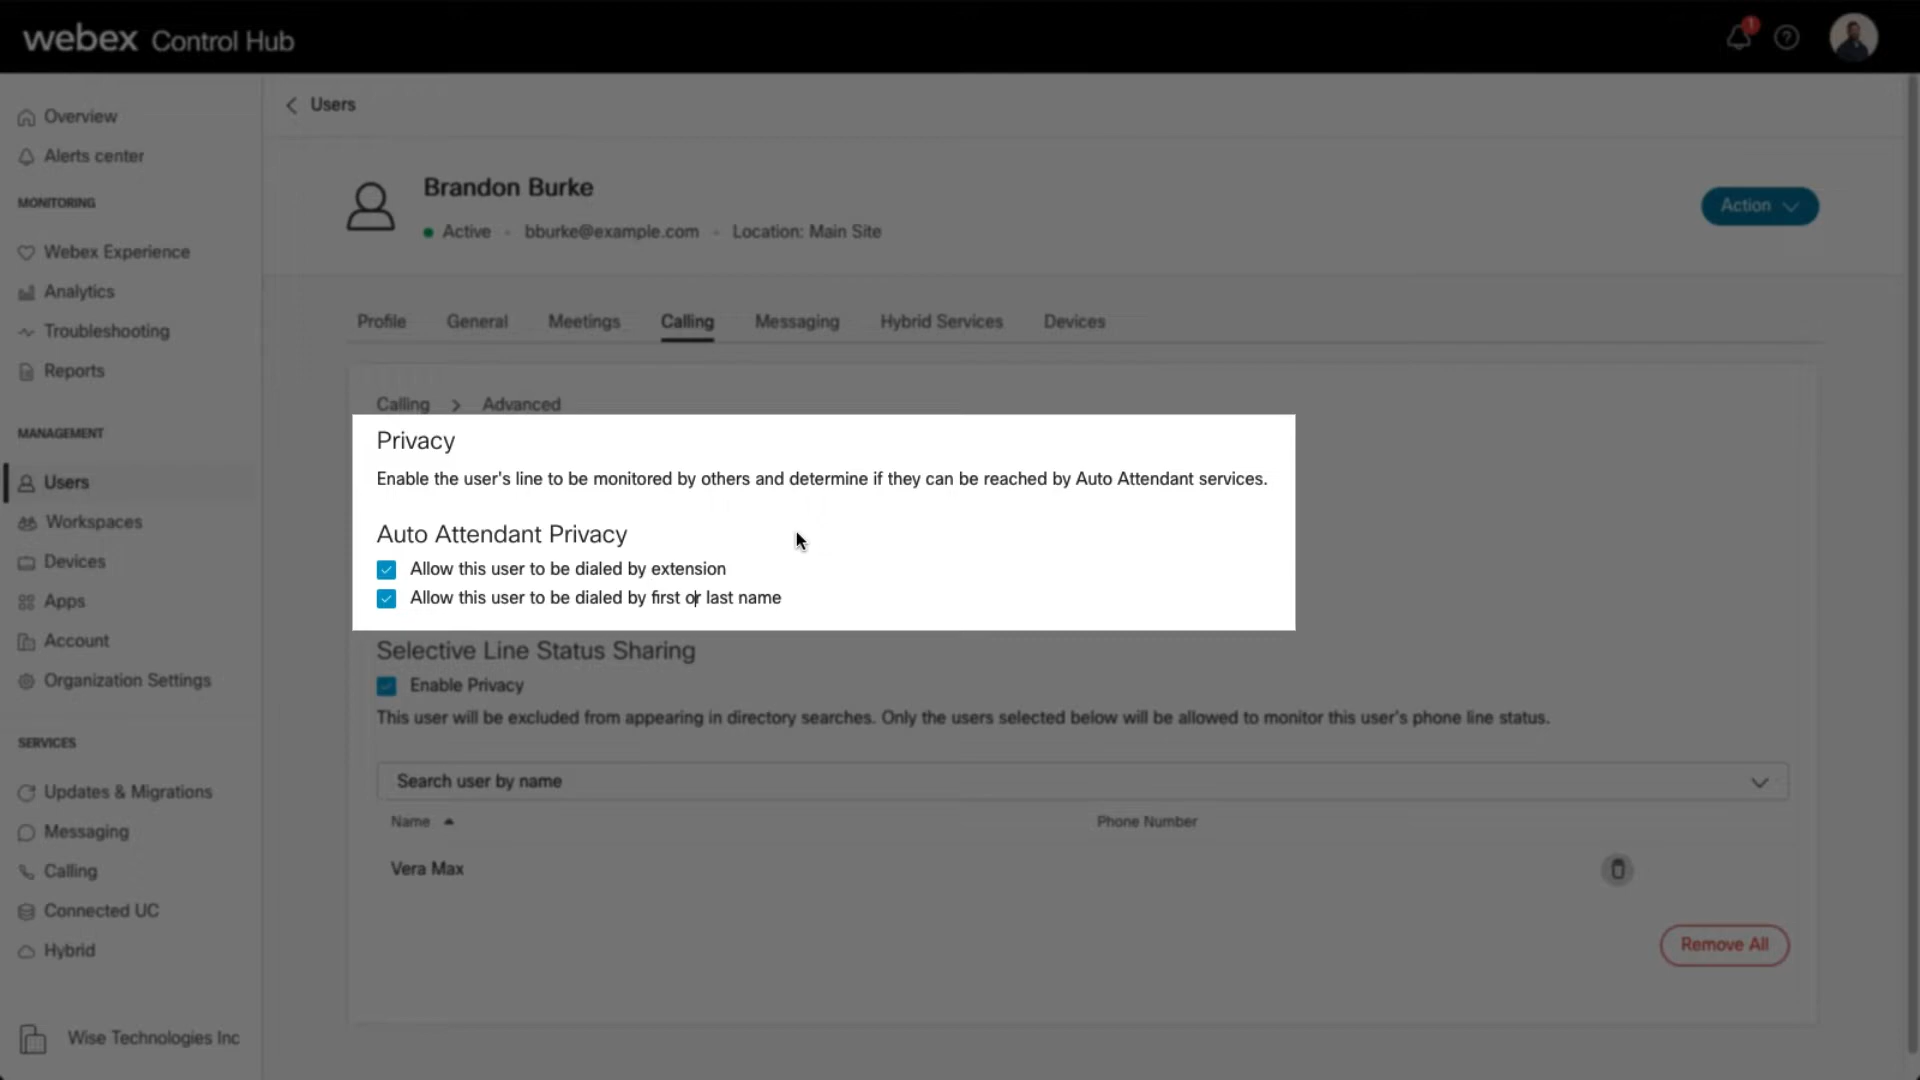 webex Control Hub
1
Overview
Alerts center
MONITORING
Webex Experience
Analytics
Troubleshooting
Reports
MANAGEMENT
Users
Workspaces
Devices
Apps
Account
Organization Settings
SERVICES
Updates & Migrations
Messaging
Calling
Connected UC
Hybrid
Wise Technologies Inc
Users
Brandon Burke
Active • bburke@example.com • Location: Main Site
Action
Profile General Meetings Calling Messaging Hybrid Services Devices
Calling > Advanced
Privacy
Enable the user's line to be monitored by others and determine if they can be reached by Auto Attendant services.
Auto Attendant Privacy
Allow this user to be dialed by extension
Allow this user to be dialed by first or last name
Selective Line Status Sharing
Enable Privacy
This user will be excluded from appearing in directory searches. Only the users selected below will be allowed to monitor this user's phone line status.
Search user by name
Name Phone Number
Vera Max
Remove All